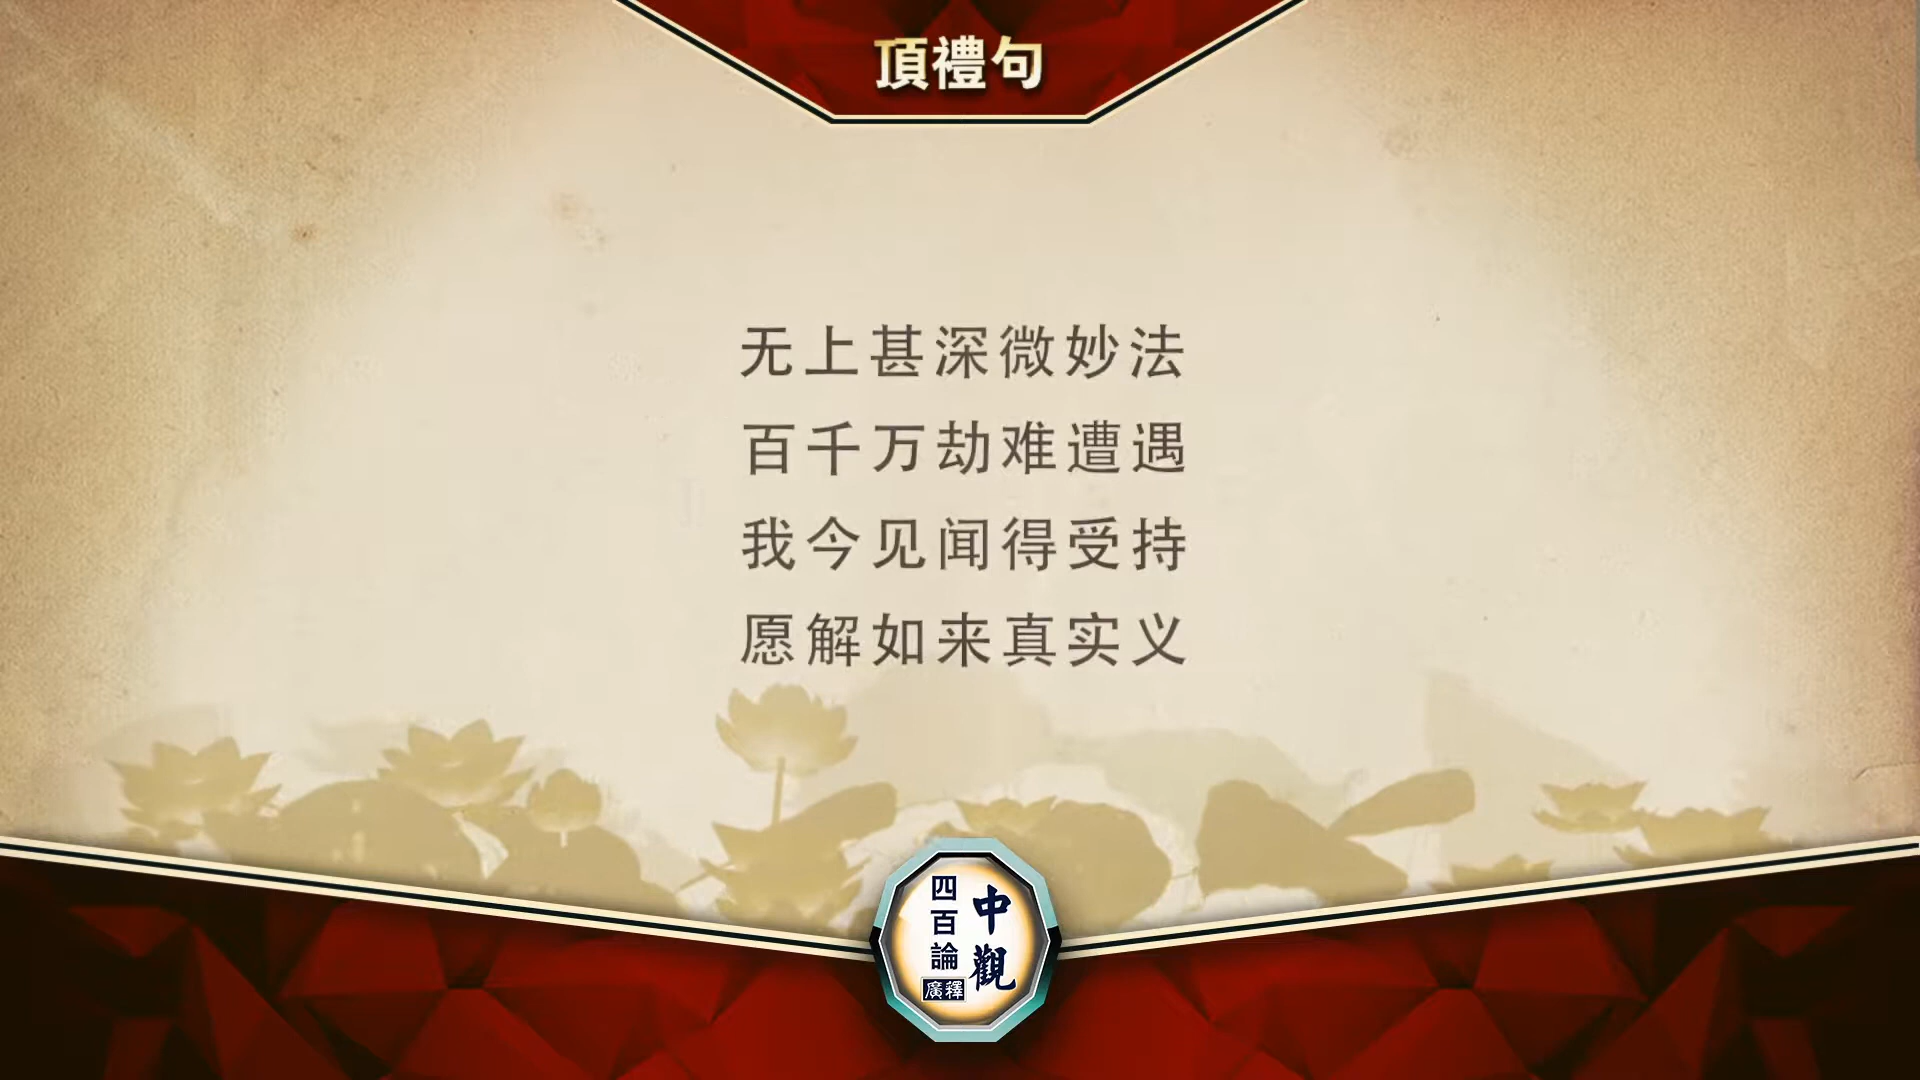 頂禮句
无上甚深微妙法
百千万劫难遭遇
我今见闻得受持
愿解如来真实义
中觀
四百論
廣釋